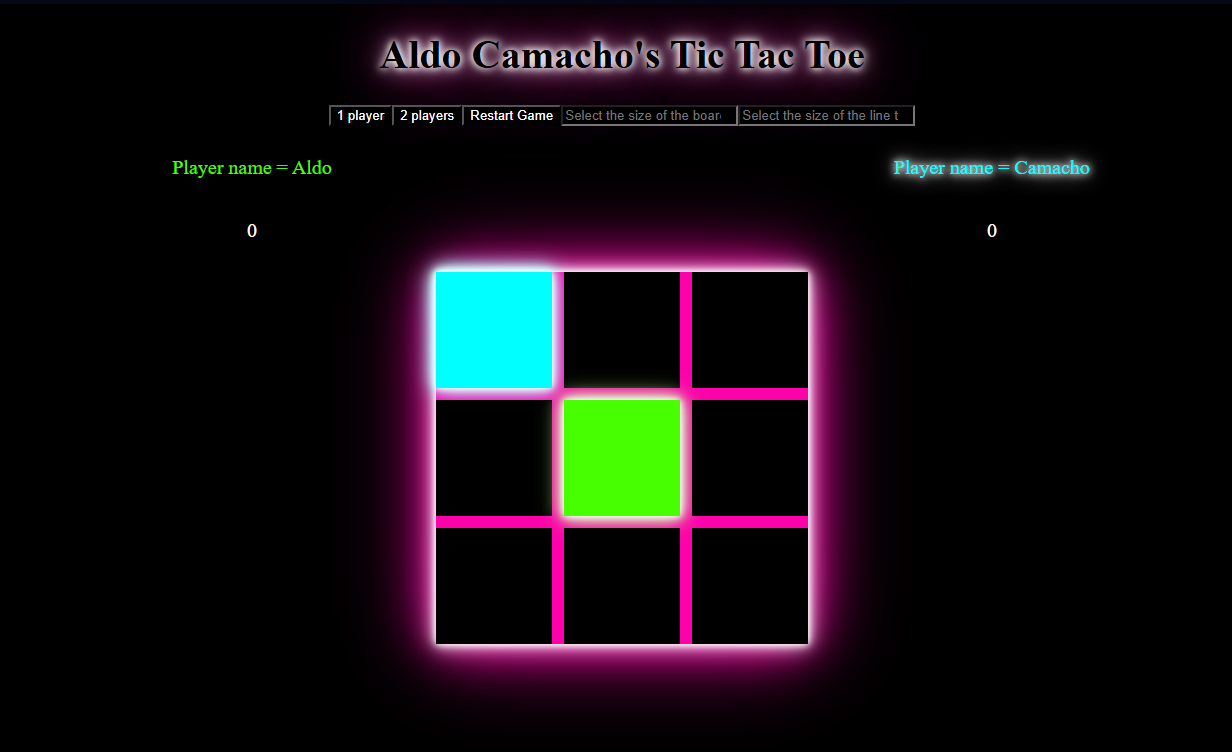 Aldo Camacho's Tic Tac Toe
1 player 2 players Restart Game Select the size of the board Select the size of the line t
Player name = Aldo Player name = Camacho
0 0